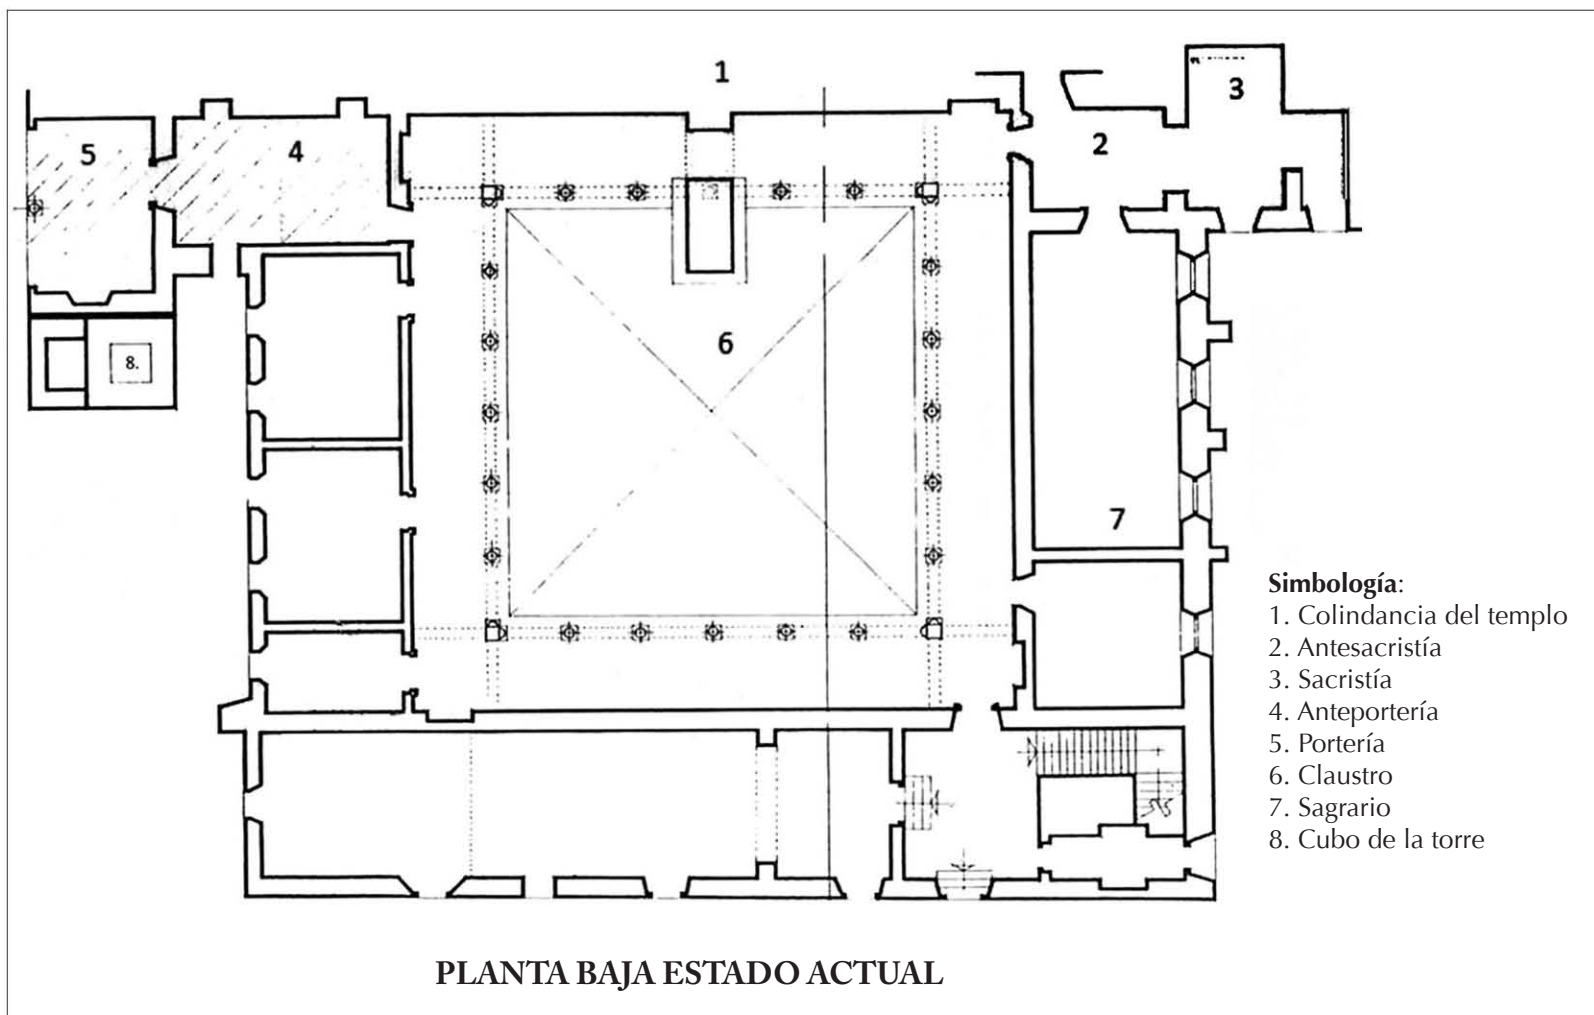 1
3
2
5
4
6
8.
7
Simbología:
1. Colindancia del templo
2. Antesacristía
3. Sacristía
4. Anteportería
5. Portería
6. Claustro
7. Sagrario
8. Cubo de la torre
PLANTA BAJA ESTADO ACTUAL